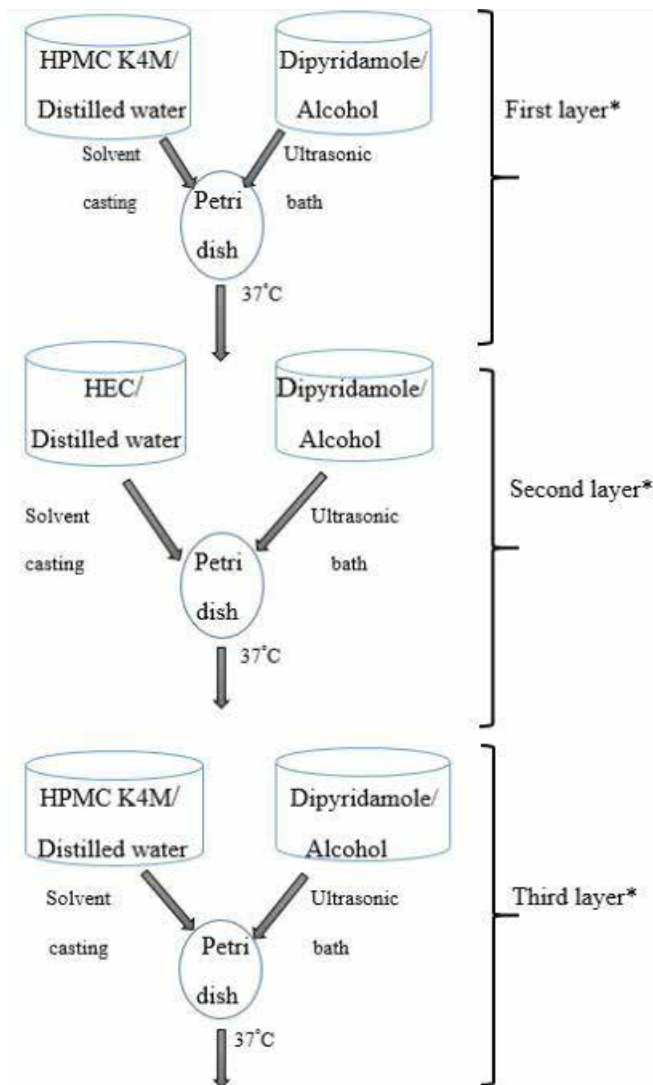 HPMC K4M/
Distilled water
Dipyridamole/
Alcohol
First layer*
Solvent
casting
Ultrasonic
bath
Petri
dish
37°C
HEC/
Distilled water
Dipyridamole/
Alcohol
Second layer*
Solvent
casting
Ultrasonic
bath
Petri
dish
37°C
HPMC K4M/
Distilled water
Dipyridamole/
Alcohol
Third layer*
Solvent
casting
Ultrasonic
bath
Petri
dish
37°C